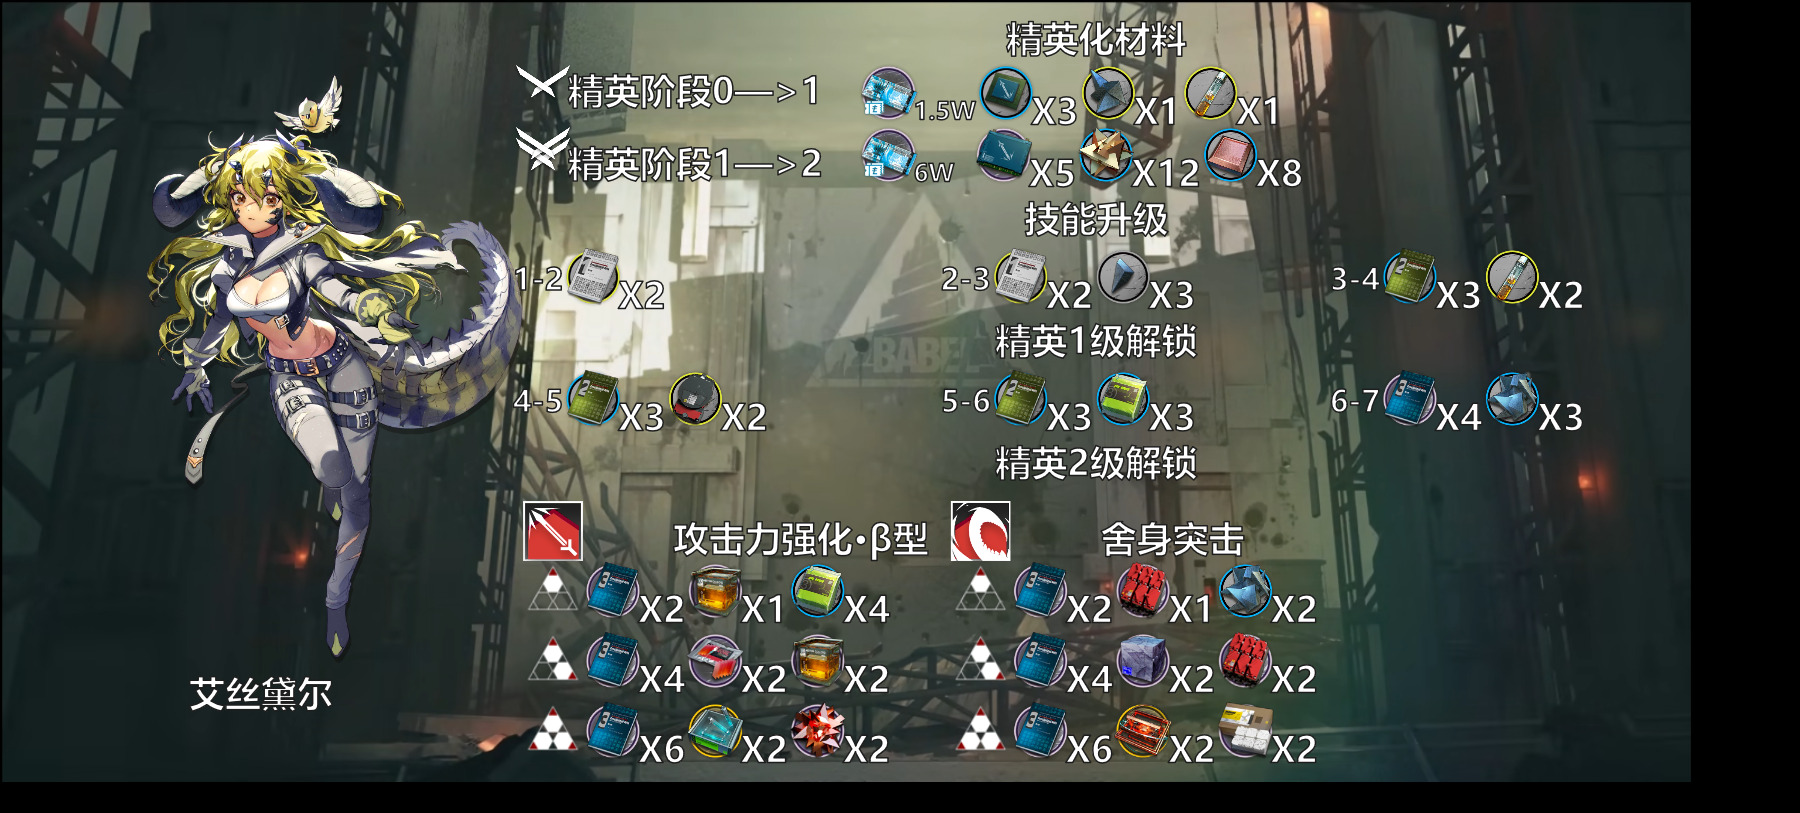 精英化材料
精英阶段0—>1 1.5W X3 X1 X1
精英阶段1—>2 6W X5 X12 X8
技能升级
1-2 X2 2-3 X2 X3 3-4 X3 X2
BABEL
精英1级解锁
4-5 X3 X2 5-6 X3 X3 6-7 X4 X3
精英2级解锁
攻击力强化·β型 舍身突击
X2 X1 X4 X2 X1 X2
X4 X2 X2 X4 X2 X2
艾丝黛尔
X6 X2 X2 X6 X2 X2